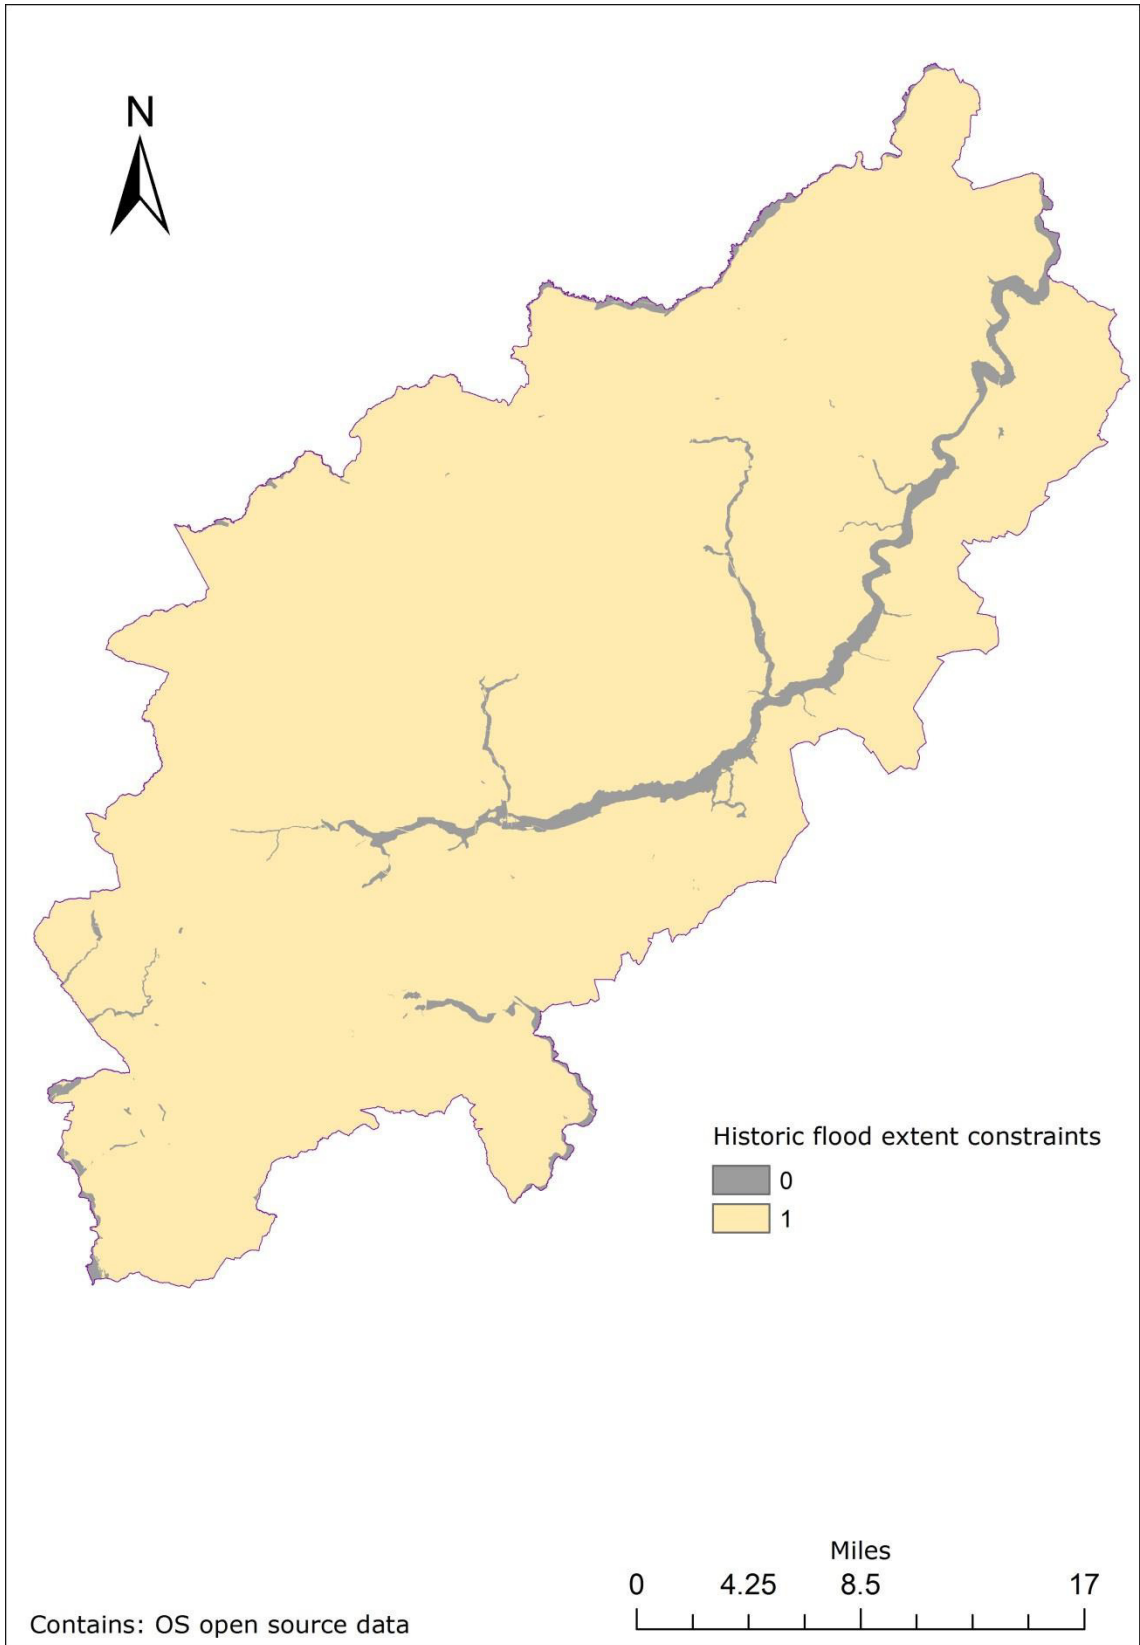 N
Historic flood extent constraints
0
1
Miles
0 4.25 8.5 17
Contains: OS open source data